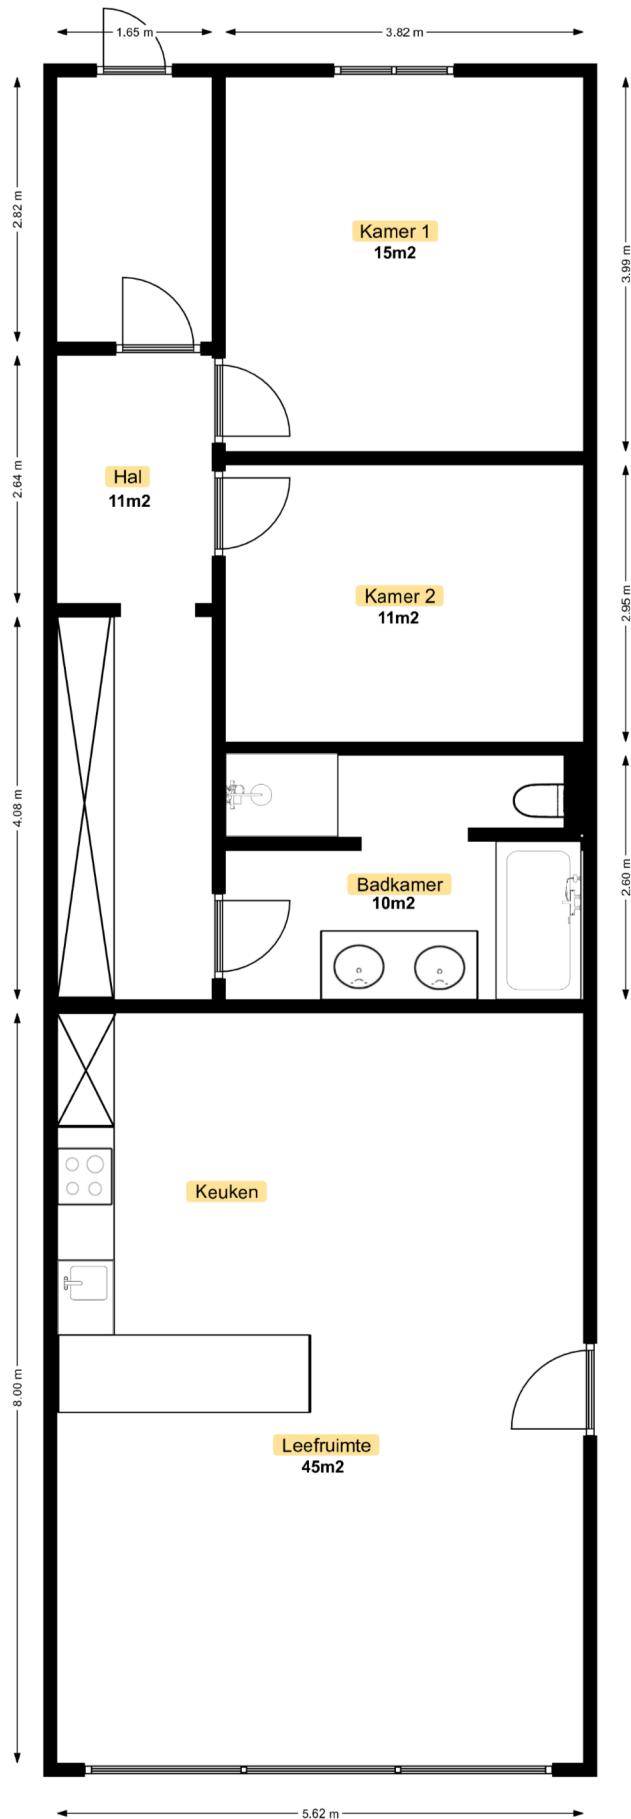 1.65 m
3.82 m
2.82 m
Kamer 1
15m2
3.99 m
2.64 m
Hal
11m2
Kamer 2
11m2
2.95 m
4.08 m
Badkamer
10m2
2.60 m
Keuken
8.00 m
Leefruimte
45m2
5.62 m